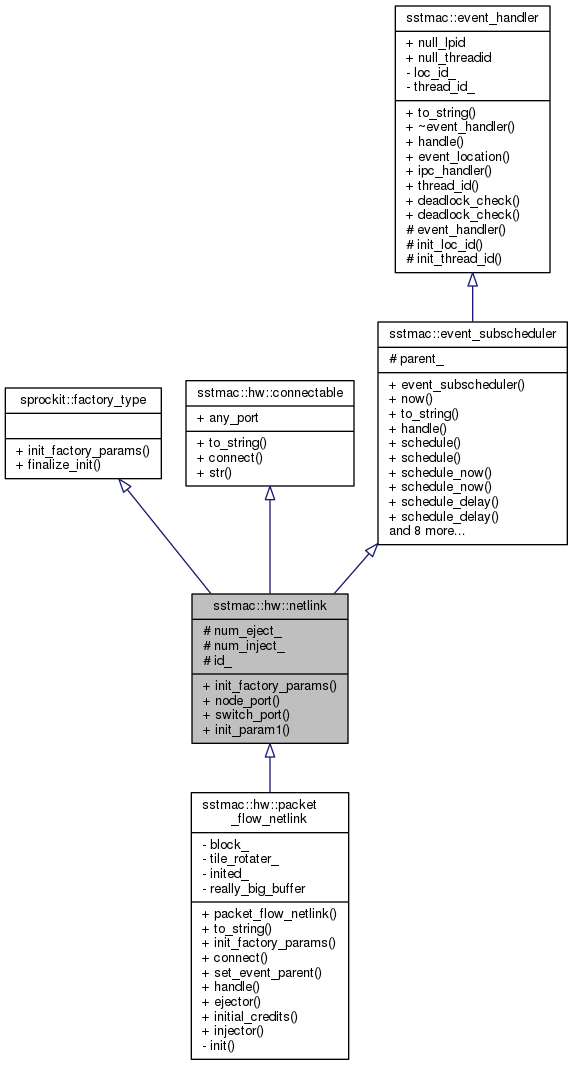 sstmac::event_handler
+ null_lpid
+ null_threadid
- loc_id_
- thread_id_
+ to_string()
+ ~event_handler()
+ handle()
+ event_location()
+ ipc_handler()
+ thread_id()
+ deadlock_check()
+ deadlock_check()
# event_handler()
# init_loc_id()
# init_thread_id()
sstmac::event_subscheduler
# parent_
+ event_subscheduler()
+ now()
+ to_string()
+ handle()
+ schedule()
+ schedule()
+ schedule_now()
+ schedule_now()
+ schedule_delay()
+ schedule_delay()
and 8 more...
sprockit::factory_type
+ init_factory_params()
+ finalize_init()
sstmac::hw::connectable
+ any_port
+ to_string()
+ connect()
+ str()
sstmac::hw::netlink
# num_eject_
# num_inject_
# id_
+ init_factory_params()
+ node_port()
+ switch_port()
+ init_param1()
sstmac::hw::packet
_flow_netlink
- block_
- tile_rotater_
- inited_
- really_big_buffer
+ packet_flow_netlink()
+ to_string()
+ init_factory_params()
+ connect()
+ set_event_parent()
+ handle()
+ ejector()
+ initial_credits()
+ injector()
- init()